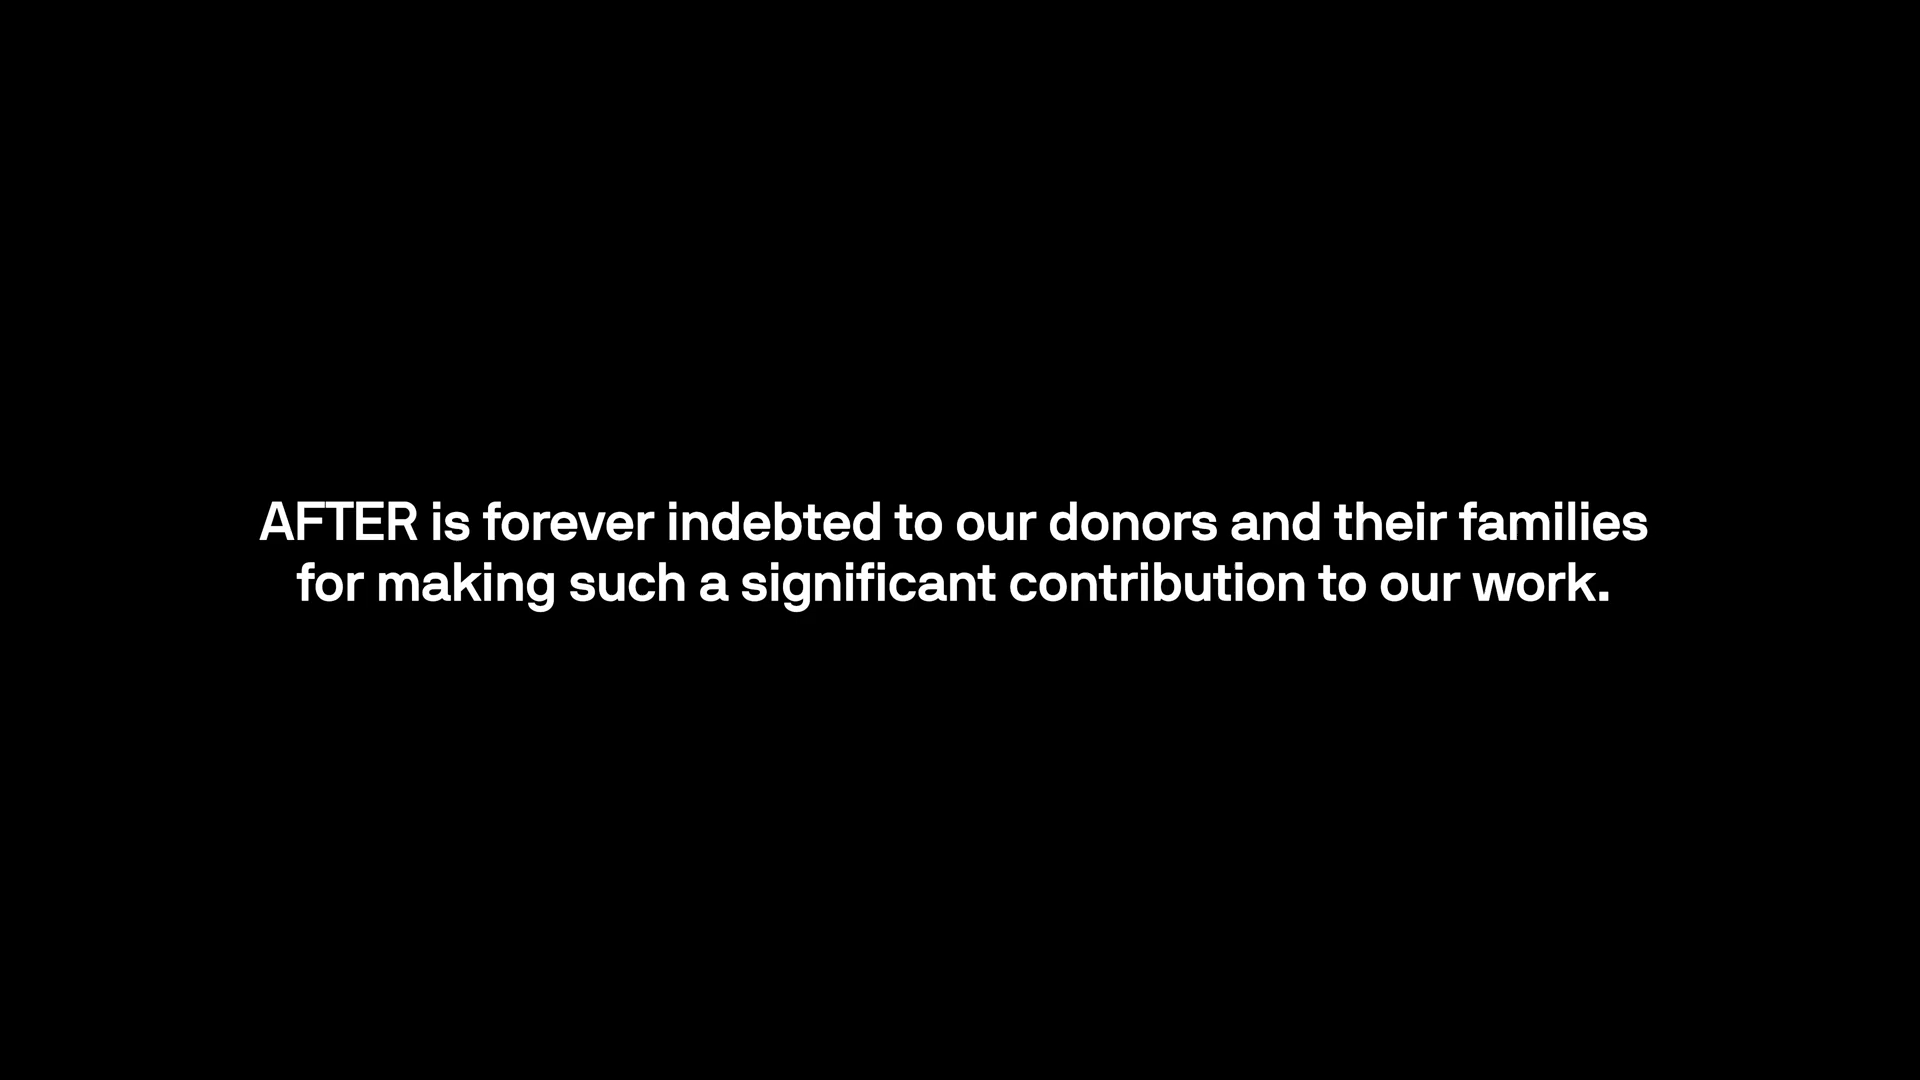 AFTER is forever indebted to our donors and their families
for making such a significant contribution to our work.